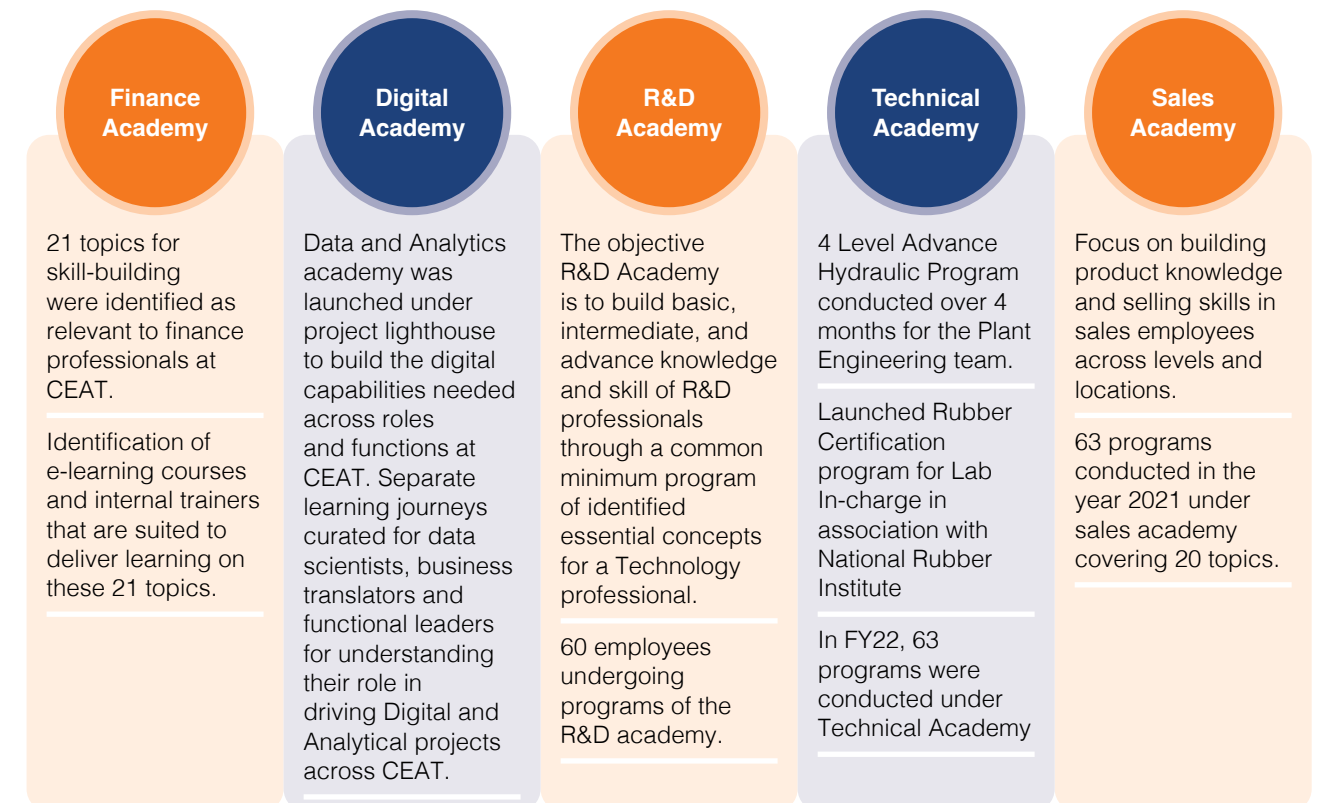 Finance
Academy
21 topics for
skill-building
were identified as
relevant to finance
professionals at
CEAT.
Identification of
e-learning courses
and internal trainers
that are suited to
deliver learning on
these 21 topics.
Digital
Academy
Data and Analytics
academy was
launched under
project lighthouse
to build the digital
capabilities needed
across roles
and functions at
CEAT. Separate
learning journeys
curated for data
scientists, business
translators and
functional leaders
for understanding
their role in
driving Digital and
Analytical projects
across CEAT.
R&D
Academy
The objective
R&D Academy
is to build basic,
intermediate, and
advance knowledge
and skill of R&D
professionals
through a common
minimum program
of identified
essential concepts
for a Technology
professional.
60 employees
undergoing
programs of the
R&D academy.
Technical
Academy
4 Level Advance
Hydraulic Program
conducted over 4
months for the Plant
Engineering team.
Launched Rubber
Certification
program for Lab
In-charge in
association with
National Rubber
Institute
In FY22, 63
programs were
conducted under
Technical Academy
Sales
Academy
Focus on building
product knowledge
and selling skills in
sales employees
across levels and
locations.
63 programs
conducted in the
year 2021 under
sales academy
covering 20 topics.